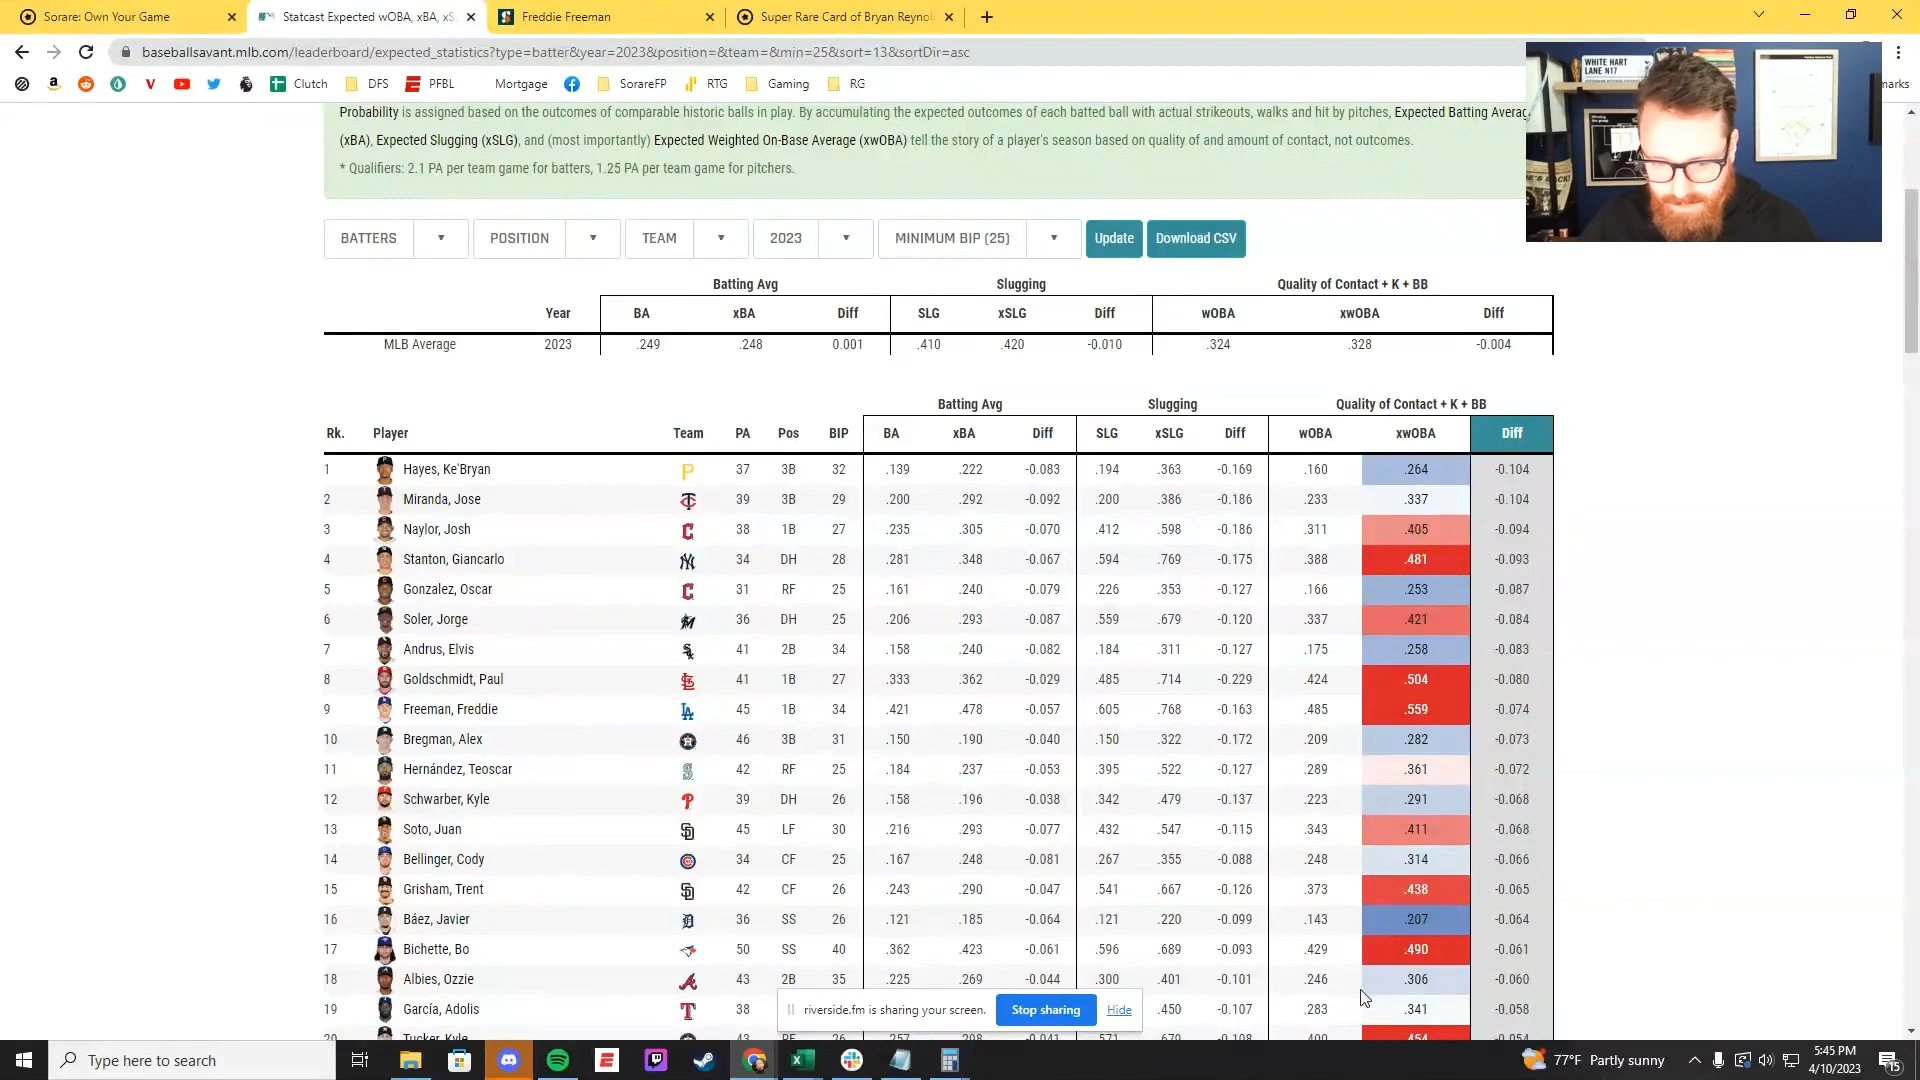 Sorare: Own Your Game
Statcast Expected wOBA, xBA, xS
Freddie Freeman
Super Rare Card of Bryan Reynol
baseballsavant.mlb.com/leaderboard/expected_statistics?type=batter&year=2023&position=&team=&min=25&sort=13&sortDir=asc
Clutch DFS PFBL Mortgage SorareFP RTG Gaming RG
WHITE HART
LANE N17
Probability is assigned based on the outcomes of comparable historic balls in play. By accumulating the expected outcomes of each batted ball with actual strikeouts, walks and hit by pitches, Expected Batting Average
(xBA), Expected Slugging (xSLG), and (most importantly) Expected Weighted On-Base Average (xwOBA) tell the story of a player's season based on quality of and amount of contact, not outcomes.
* Qualifiers: 2.1 PA per team game for batters, 1.25 PA per team game for pitchers.
BATTERS POSITION TEAM 2023 MINIMUM BIP (25) Update Download CSV
Batting Avg Slugging Quality of Contact + K + BB
Year BA xBA Diff SLG xSLG Diff wOBA xwOBA Diff
MLB Average 2023 .249 .248 0.001 .410 .420 -0.010 .324 .328 -0.004
Batting Avg Slugging Quality of Contact + K + BB
Rk. Player Team PA Pos BIP BA xBA Diff SLG xSLG Diff wOBA xwOBA Diff
1 Hayes, Ke'Bryan 37 3B 32 .139 .222 -0.083 .194 .363 -0.169 .160 .264 -0.104
2 Miranda, Jose 39 3B 29 .200 .292 -0.092 .200 .386 -0.186 .233 .337 -0.104
3 Naylor, Josh 38 1B 27 .235 .305 -0.070 .412 .598 -0.186 .311 .405 -0.094
4 Stanton, Giancarlo 34 DH 28 .281 .348 -0.067 .594 .769 -0.175 .388 .481 -0.093
5 Gonzalez, Oscar 31 RF 25 .161 .240 -0.079 .226 .353 -0.127 .166 .253 -0.087
6 Soler, Jorge 36 DH 25 .206 .293 -0.087 .559 .679 -0.120 .337 .421 -0.084
7 Andrus, Elvis 41 2B 34 .158 .240 -0.082 .184 .311 -0.127 .175 .258 -0.083
8 Goldschmidt, Paul 41 1B 27 .333 .362 -0.029 .485 .714 -0.229 .424 .504 -0.080
9 Freeman, Freddie 45 1B 34 .421 .478 -0.057 .605 .768 -0.163 .485 .559 -0.074
10 Bregman, Alex 46 3B 31 .150 .190 -0.040 .150 .322 -0.172 .209 .282 -0.073
11 Hernández, Teoscar 42 RF 25 .184 .237 -0.053 .395 .522 -0.127 .289 .361 -0.072
12 Schwarber, Kyle 39 DH 26 .158 .196 -0.038 .342 .479 -0.137 .223 .291 -0.068
13 Soto, Juan 45 LF 30 .216 .293 -0.077 .432 .547 -0.115 .343 .411 -0.068
14 Bellinger, Cody 34 CF 25 .167 .248 -0.081 .267 .355 -0.088 .248 .314 -0.066
15 Grisham, Trent 42 CF 26 .243 .290 -0.047 .541 .667 -0.126 .373 .438 -0.065
16 Báez, Javier 36 SS 26 .121 .185 -0.064 .121 .220 -0.099 .143 .207 -0.064
17 Bichette, Bo 50 SS 40 .362 .423 -0.061 .596 .689 -0.093 .429 .490 -0.061
18 Albies, Ozzie 43 2B 35 .225 .269 -0.044 .300 .401 -0.101 .246 .306 -0.060
19 García, Adolis 38 .450 -0.107 .283 .341 -0.058
riverside.fm is sharing your screen. Stop sharing Hide
Type here to search
77°F Partly sunny
5:45 PM
4/10/2023
15